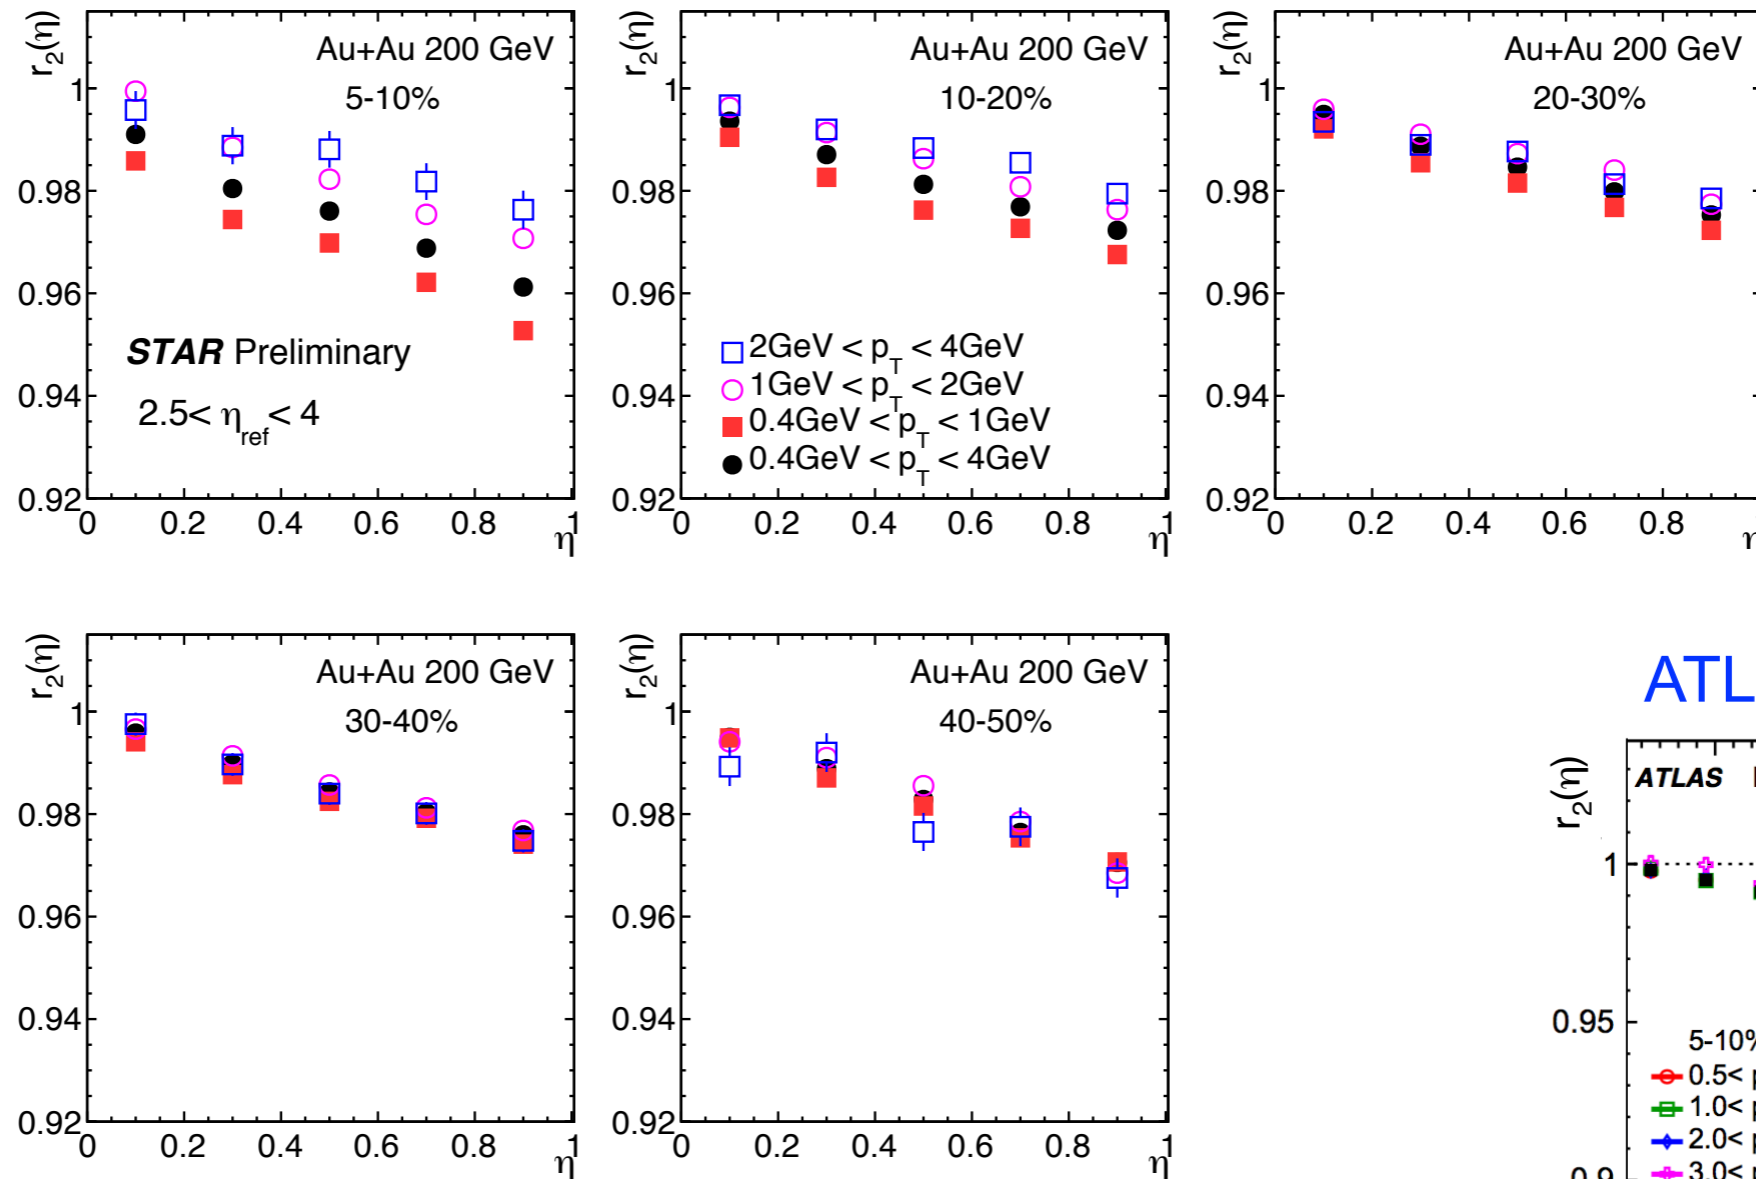 r2(η)
Au+Au 200 GeV
5-10%
1
0.98
0.96
0.94
0.92
STAR Preliminary
2.5< ηref < 4
0 0.2 0.4 0.6 0.8 1
η
r2(η)
Au+Au 200 GeV
10-20%
1
0.98
0.96
0.94
0.92
2GeV < pT < 4GeV
1GeV < pT < 2GeV
0.4GeV < pT < 1GeV
0.4GeV < pT < 4GeV
0 0.2 0.4 0.6 0.8 1
η
r2(η)
Au+Au 200 GeV
20-30%
1
0.98
0.96
0.94
0.92
0 0.2 0.4 0.6 0.8
r2(η)
Au+Au 200 GeV
30-40%
1
0.98
0.96
0.94
0.92
0 0.2 0.4 0.6 0.8 1
η
r2(η)
Au+Au 200 GeV
40-50%
1
0.98
0.96
0.94
0.92
0 0.2 0.4 0.6 0.8 1
η
ATL
r2(η)
ATLAS
1
0.95
5-10%
0.5< p
1.0< p
2.0< p
3.0< p
0.9